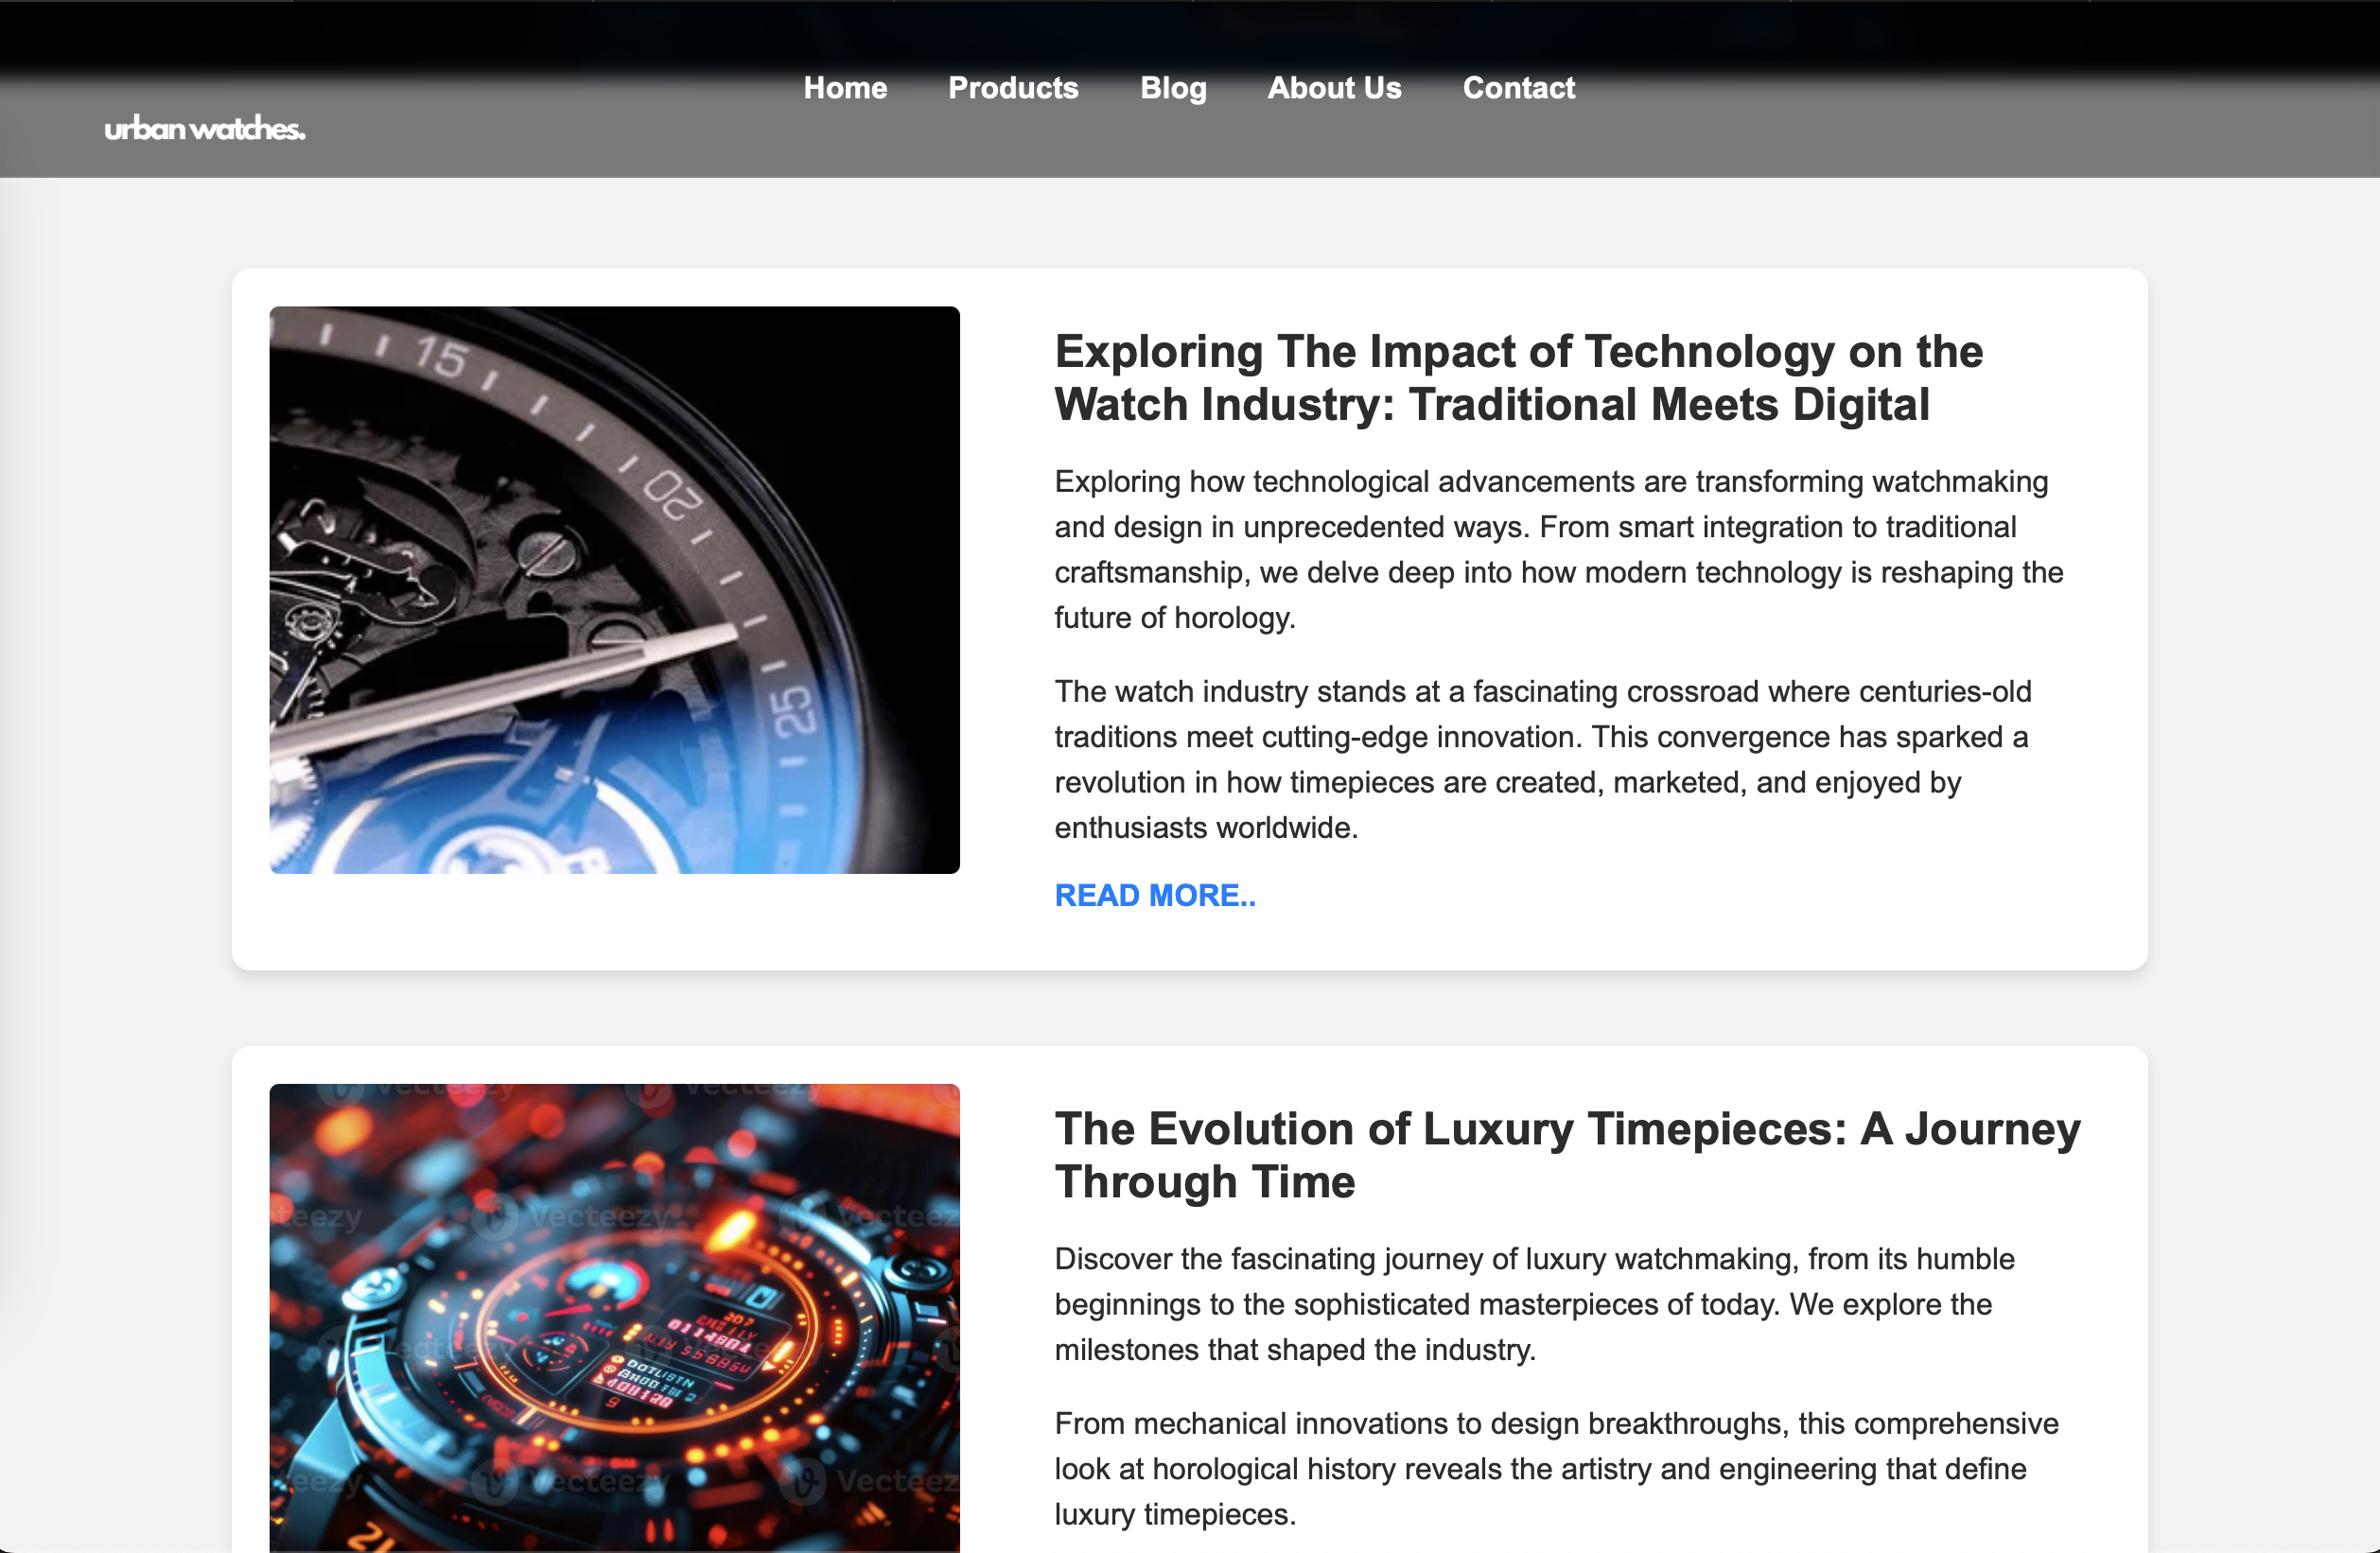 Home Products Blog About Us Contact
urban watches.
15
20
25
Exploring The Impact of Technology on the
Watch Industry: Traditional Meets Digital
Exploring how technological advancements are transforming watchmaking
and design in unprecedented ways. From smart integration to traditional
craftsmanship, we delve deep into how modern technology is reshaping the
future of horology.
The watch industry stands at a fascinating crossroad where centuries-old
traditions meet cutting-edge innovation. This convergence has sparked a
revolution in how timepieces are created, marketed, and enjoyed by
enthusiasts worldwide.
READ MORE..
Vecteezy Vecteezy
Vecteezy
Vecteezy
12
The Evolution of Luxury Timepieces: A Journey
Through Time
Discover the fascinating journey of luxury watchmaking, from its humble
beginnings to the sophisticated masterpieces of today. We explore the
milestones that shaped the industry.
From mechanical innovations to design breakthroughs, this comprehensive
look at horological history reveals the artistry and engineering that define
luxury timepieces.